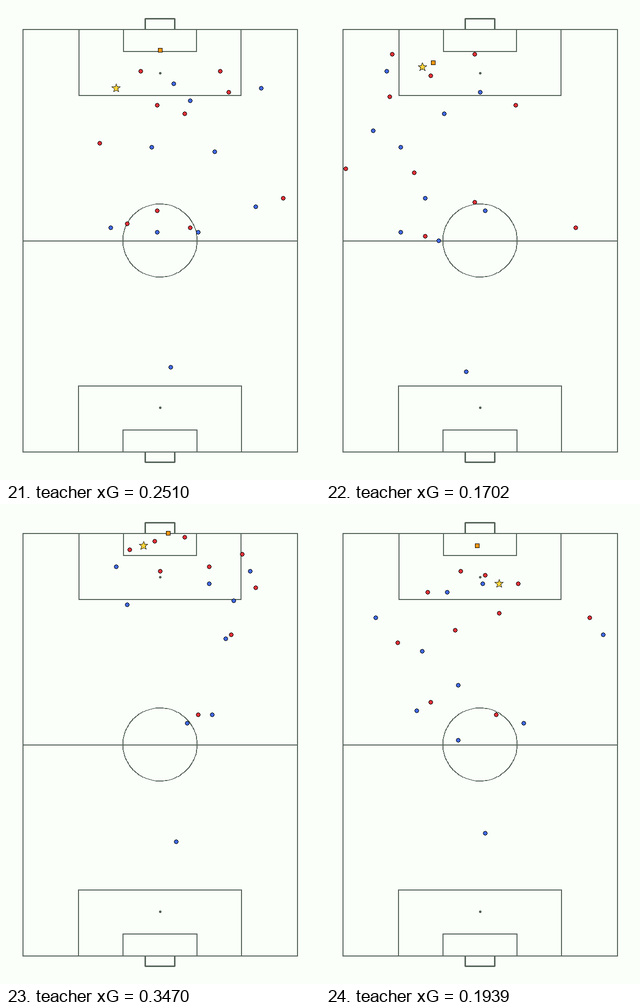 21. teacher xG = 0.2510
22. teacher xG = 0.1702
23. teacher xG = 0.3470
24. teacher xG = 0.1939